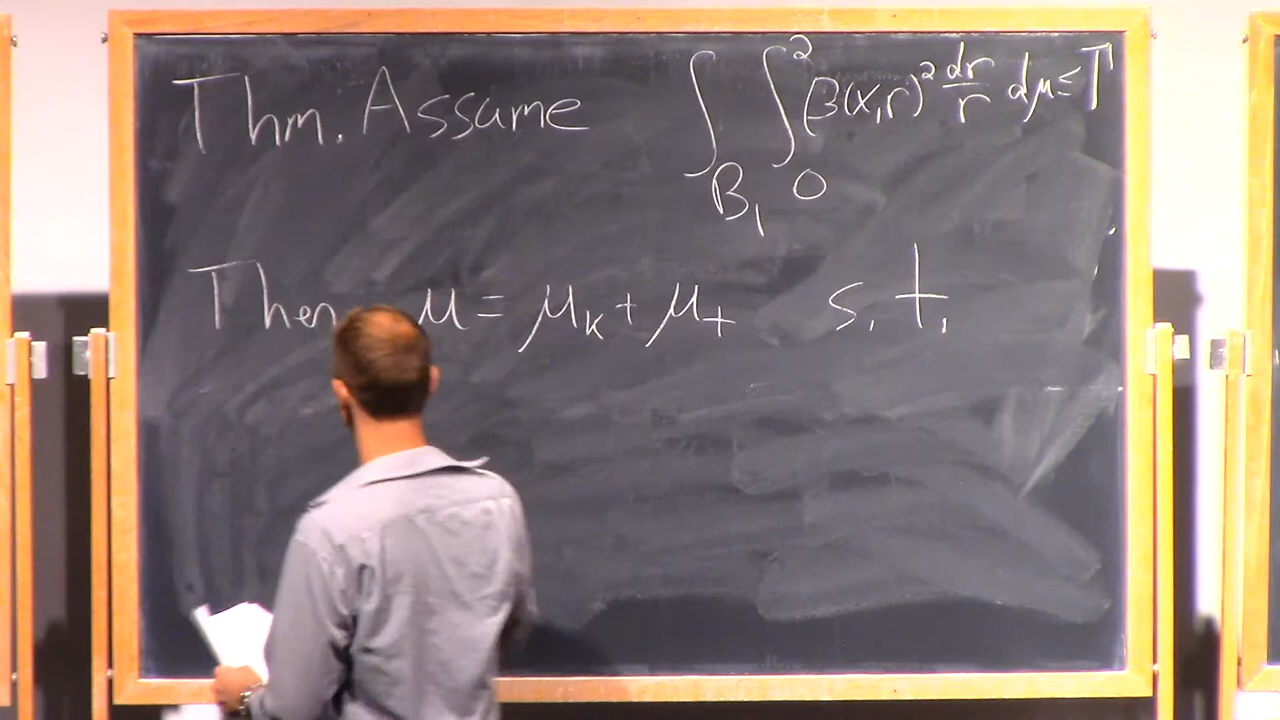 Thm. Assume ∫_{B_1} ∫_0^2 β(x,r)^2 dr/r dμ ≤ Γ
Then μ = μ_k + μ_+ s.t.